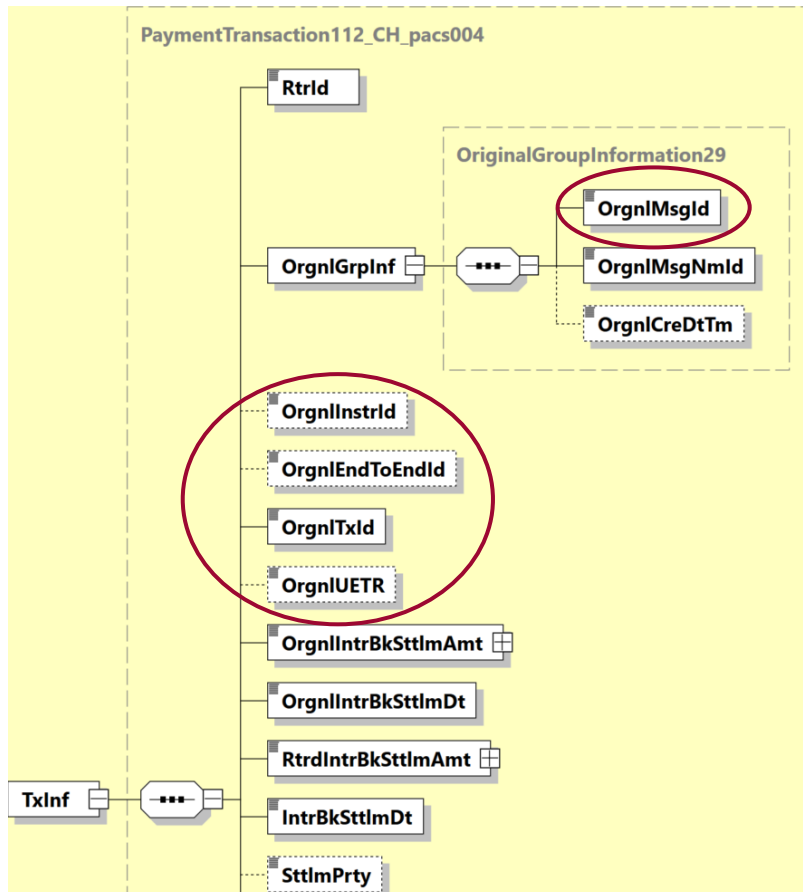 PaymentTransaction112_CH_pacs004
RtrId
OriginalGroupInformation29
OrgnlMsgId
OrgnlGrpInf
OrgnlMsgNmId
OrgnlCreDtTm
OrgnlInstrId
OrgnlEndToEndId
OrgnlTxId
OrgnlUETR
OrgnlIntrBkSttlmAmt
OrgnlIntrBkSttlmDt
RtrdIntrBkSttlmAmt
TxInf
IntrBkSttlmDt
SttlmPrty